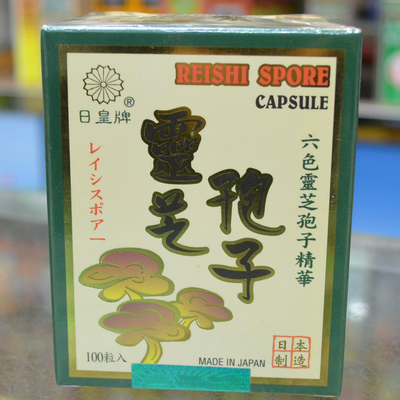 REISHI SPORE
CAPSULE
®
日皇牌
レイシスポアー
靈芝
孢子
六色靈芝孢子精華
100粒入
MADE IN JAPAN
日本
制造